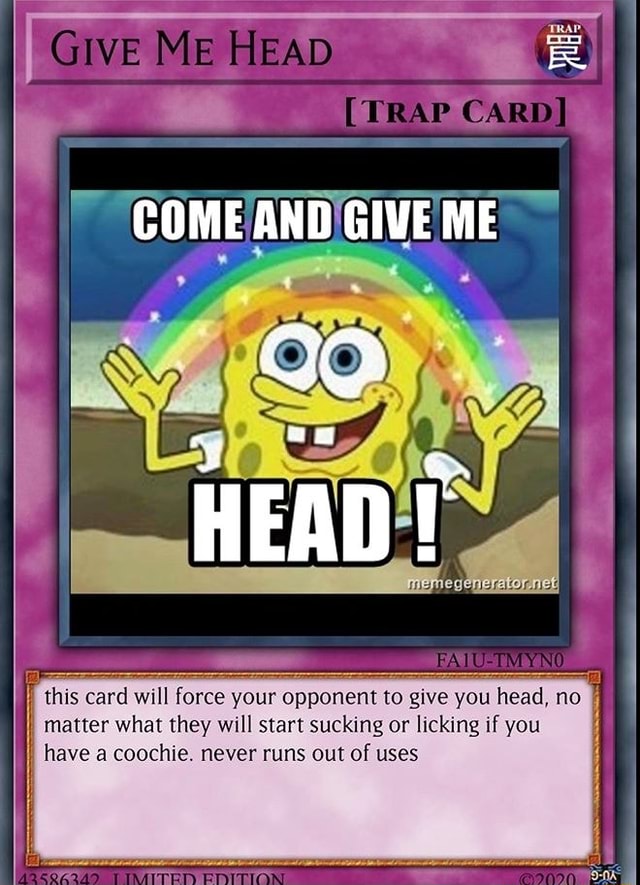 GIVE ME HEAD
TRAP
罠
[TRAP CARD]
COME AND GIVE ME
HEAD !
memegenerator.net
FA1U-TMYN0
this card will force your opponent to give you head, no
matter what they will start sucking or licking if you
have a coochie. never runs out of uses
43586342 LIMITED EDITION ©2020